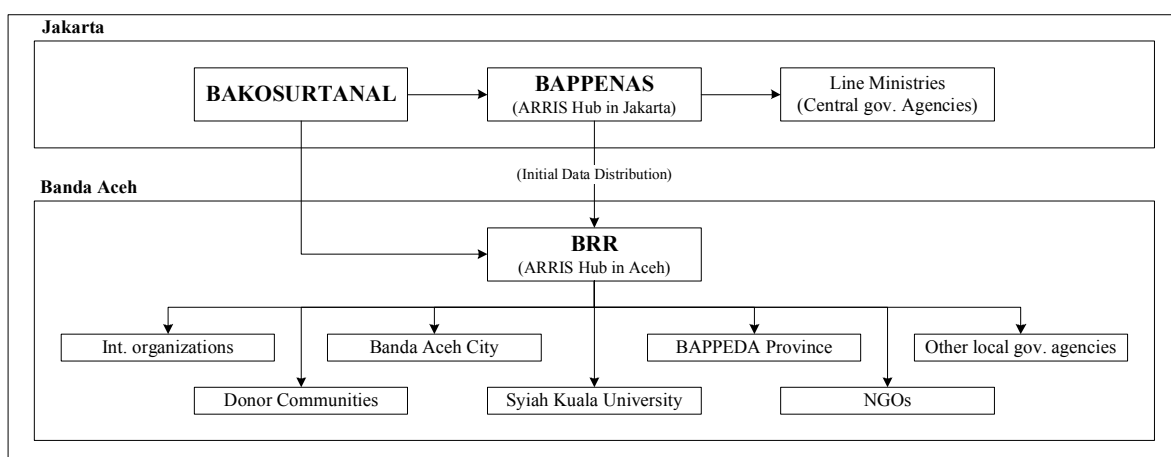 Jakarta
BAKOSURTANAL
BAPPENAS
(ARRIS Hub in Jakarta)
Line Ministries
(Central gov. Agencies)
(Initial Data Distribution)
Banda Aceh
BRR
(ARRIS Hub in Aceh)
Int. organizations
Banda Aceh City
BAPPEDA Province
Other local gov. agencies
Donor Communities
Syiah Kuala University
NGOs